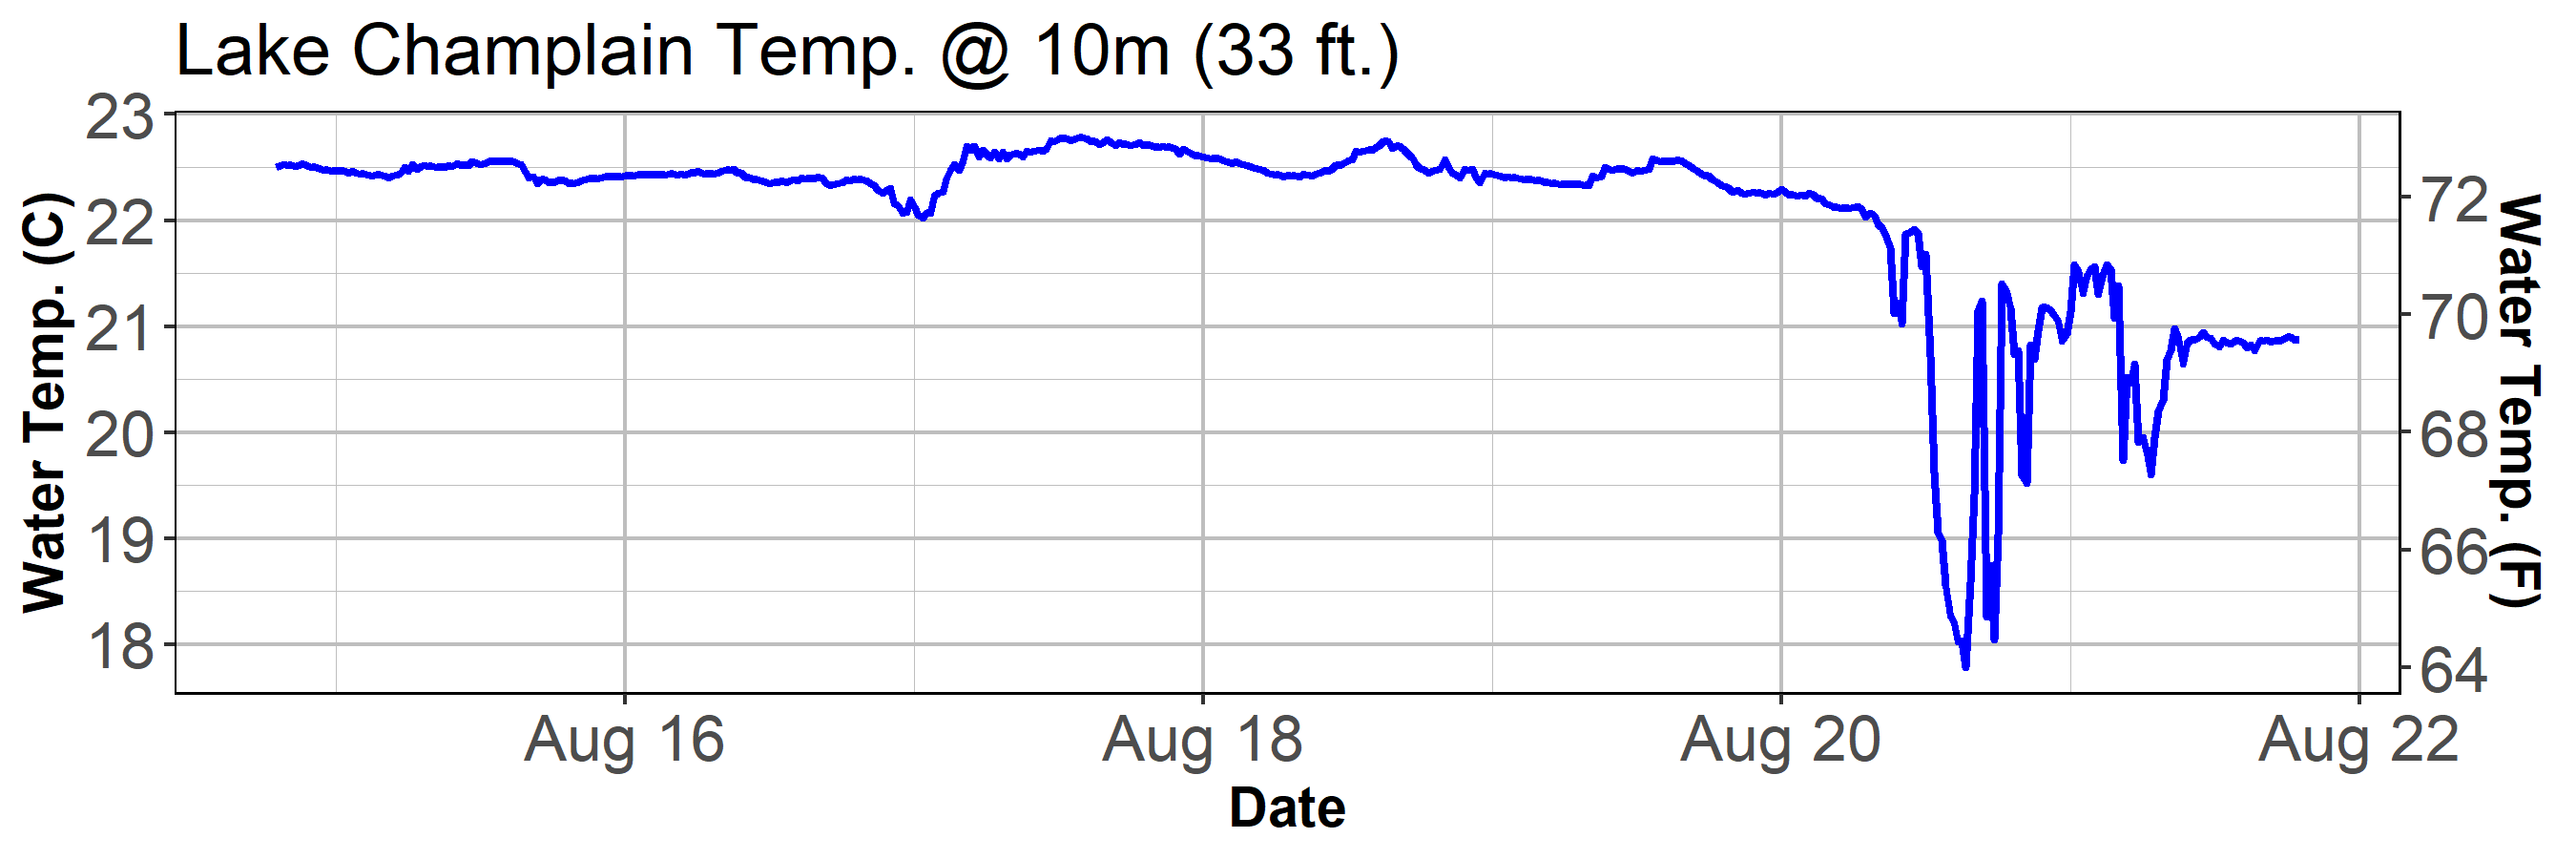 Lake Champlain Temp. @ 10m (33 ft.)
Water Temp. (C)
23
22
21
20
19
18
72
70
68
66
64
Water Temp. (F)
Aug 16
Aug 18
Aug 20
Aug 22
Date